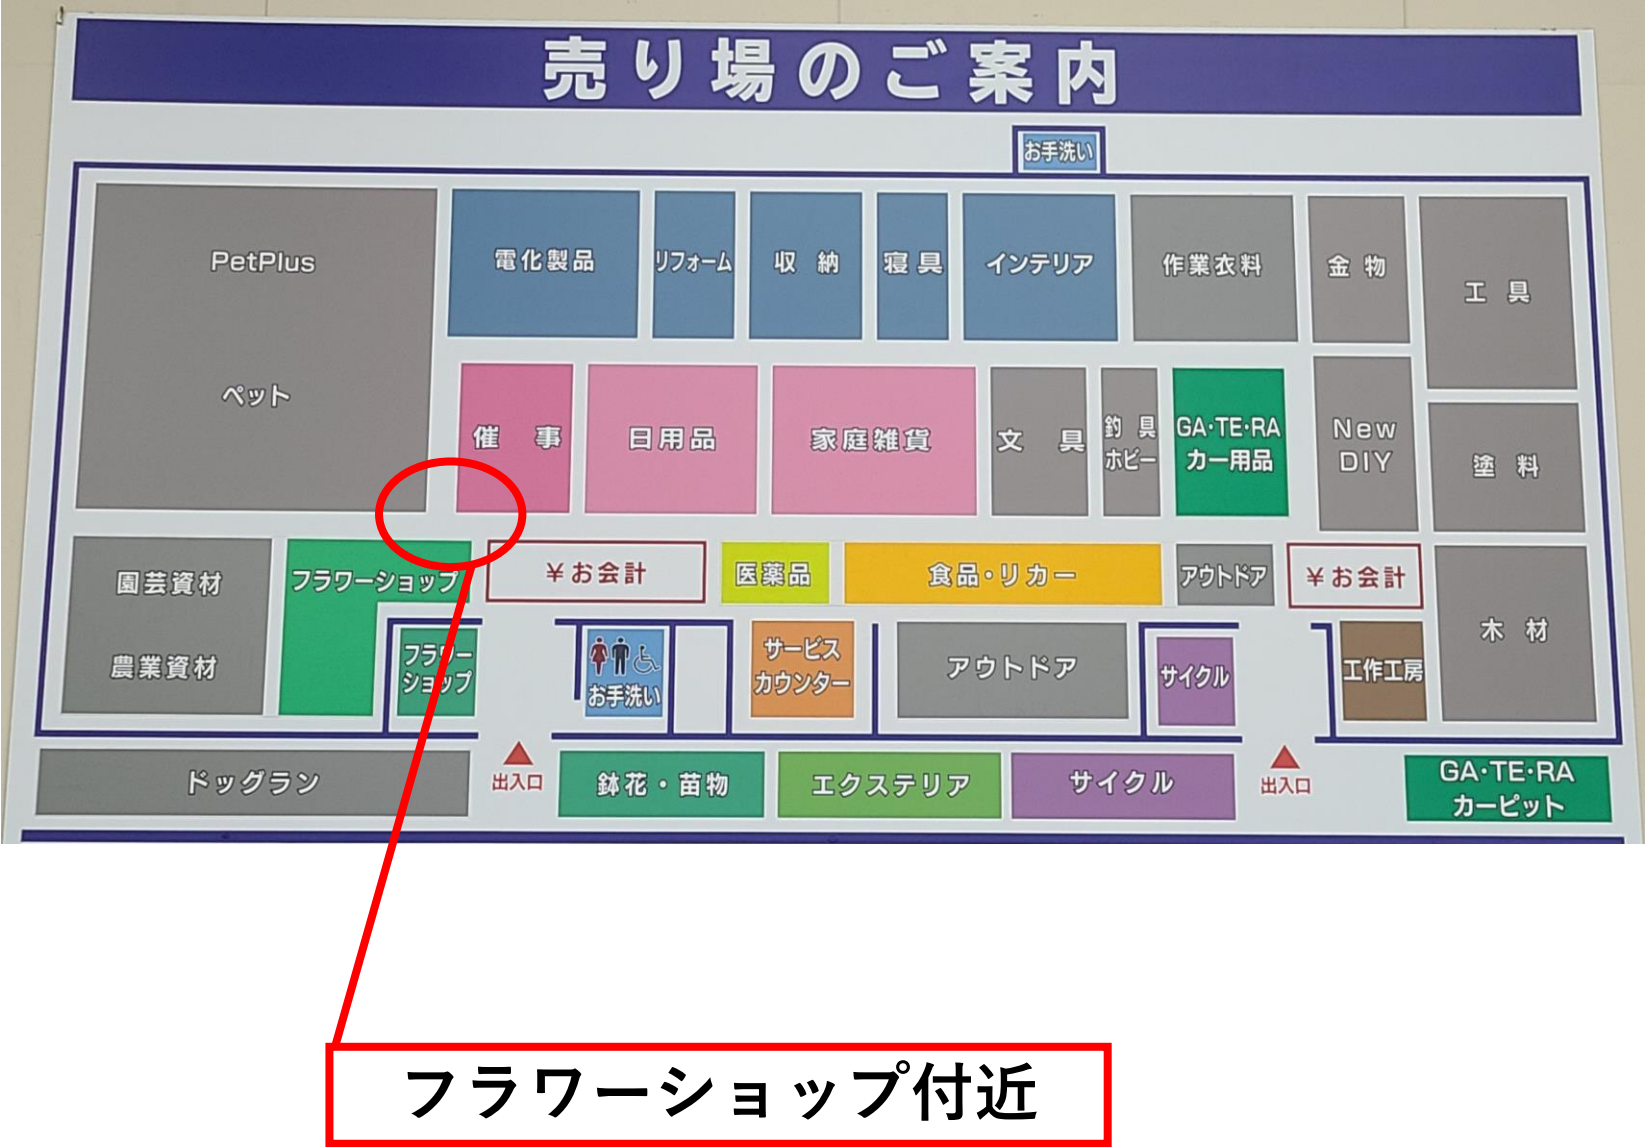 売り場のご案内
お手洗い
PetPlus
ペット
電化製品
リフォーム
収納
寝具
インテリア
作業衣料
金物
工具
催事
日用品
家庭雑貨
文具
釣具
ホビー
GA・TE・RA
カー用品
New
DIY
塗料
園芸資材
農業資材
フラワーショップ
¥お会計
医薬品
食品・リカー
アウトドア
¥お会計
木材
フラワー
ショップ
お手洗い
サービス
カウンター
アウトドア
サイクル
工作工房
ドッグラン
出入口
鉢花・苗物
エクステリア
サイクル
出入口
GA・TE・RA
カーピット
フラワーショップ付近